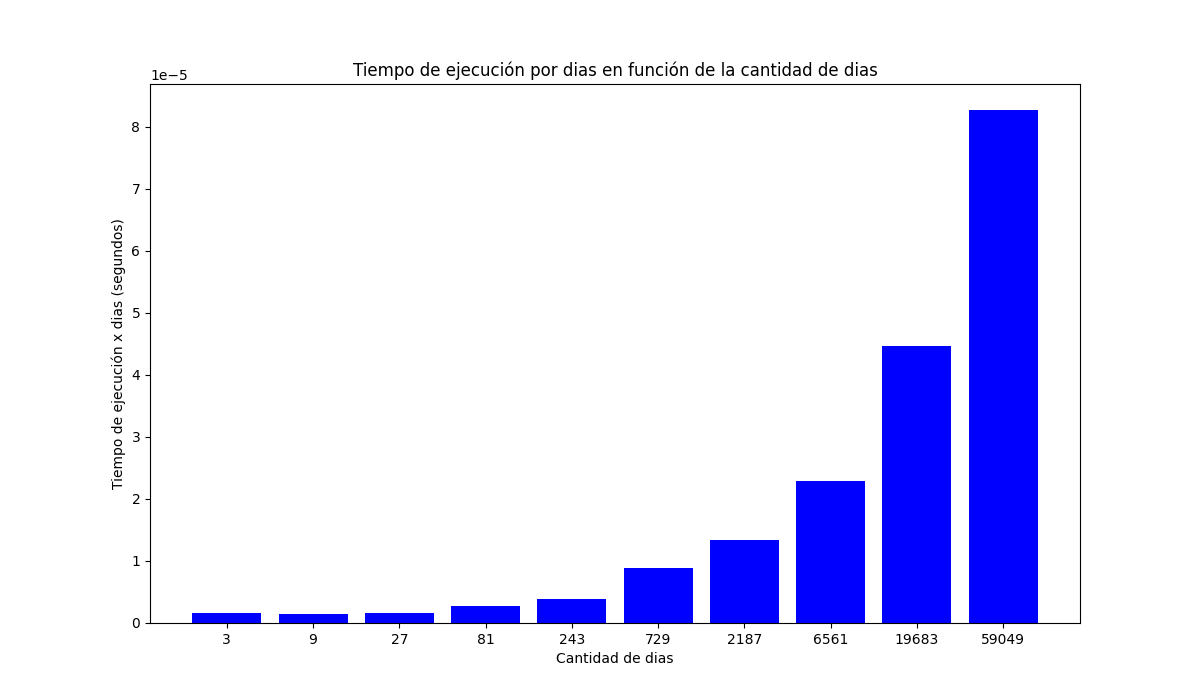 Tiempo de ejecución por dias en función de la cantidad de dias
1e−5
8
7
6
5
4
3
2
1
0
Tiempo de ejecución x dias (segundos)
3 9 27 81 243 729 2187 6561 19683 59049
Cantidad de dias